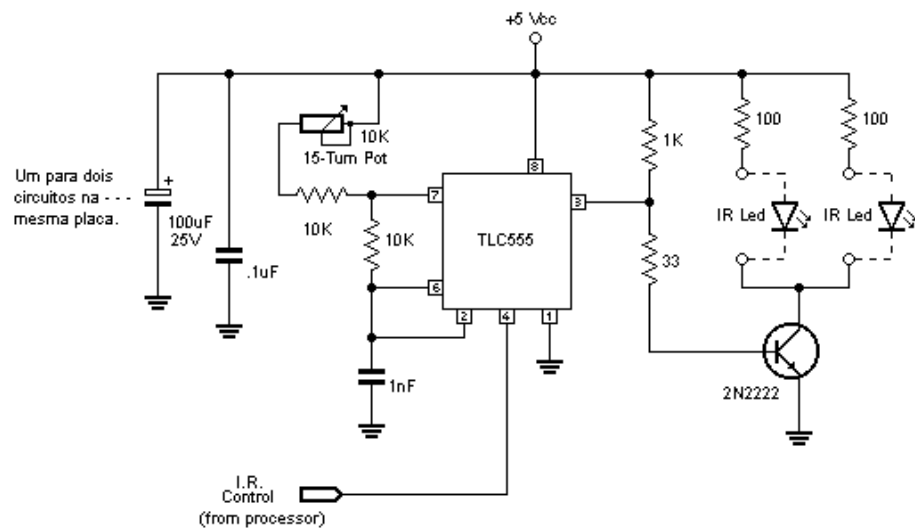 +5 Vcc
10K
15-Turn Pot
1K
100
100
Um para dois
circuitos na
mesma placa.
+
100uF
25V
.1uF
10K
10K
7
8
3
TLC555
6
2
4
1
33
IR Led
IR Led
1nF
2N2222
I.R.
Control
(from processor)